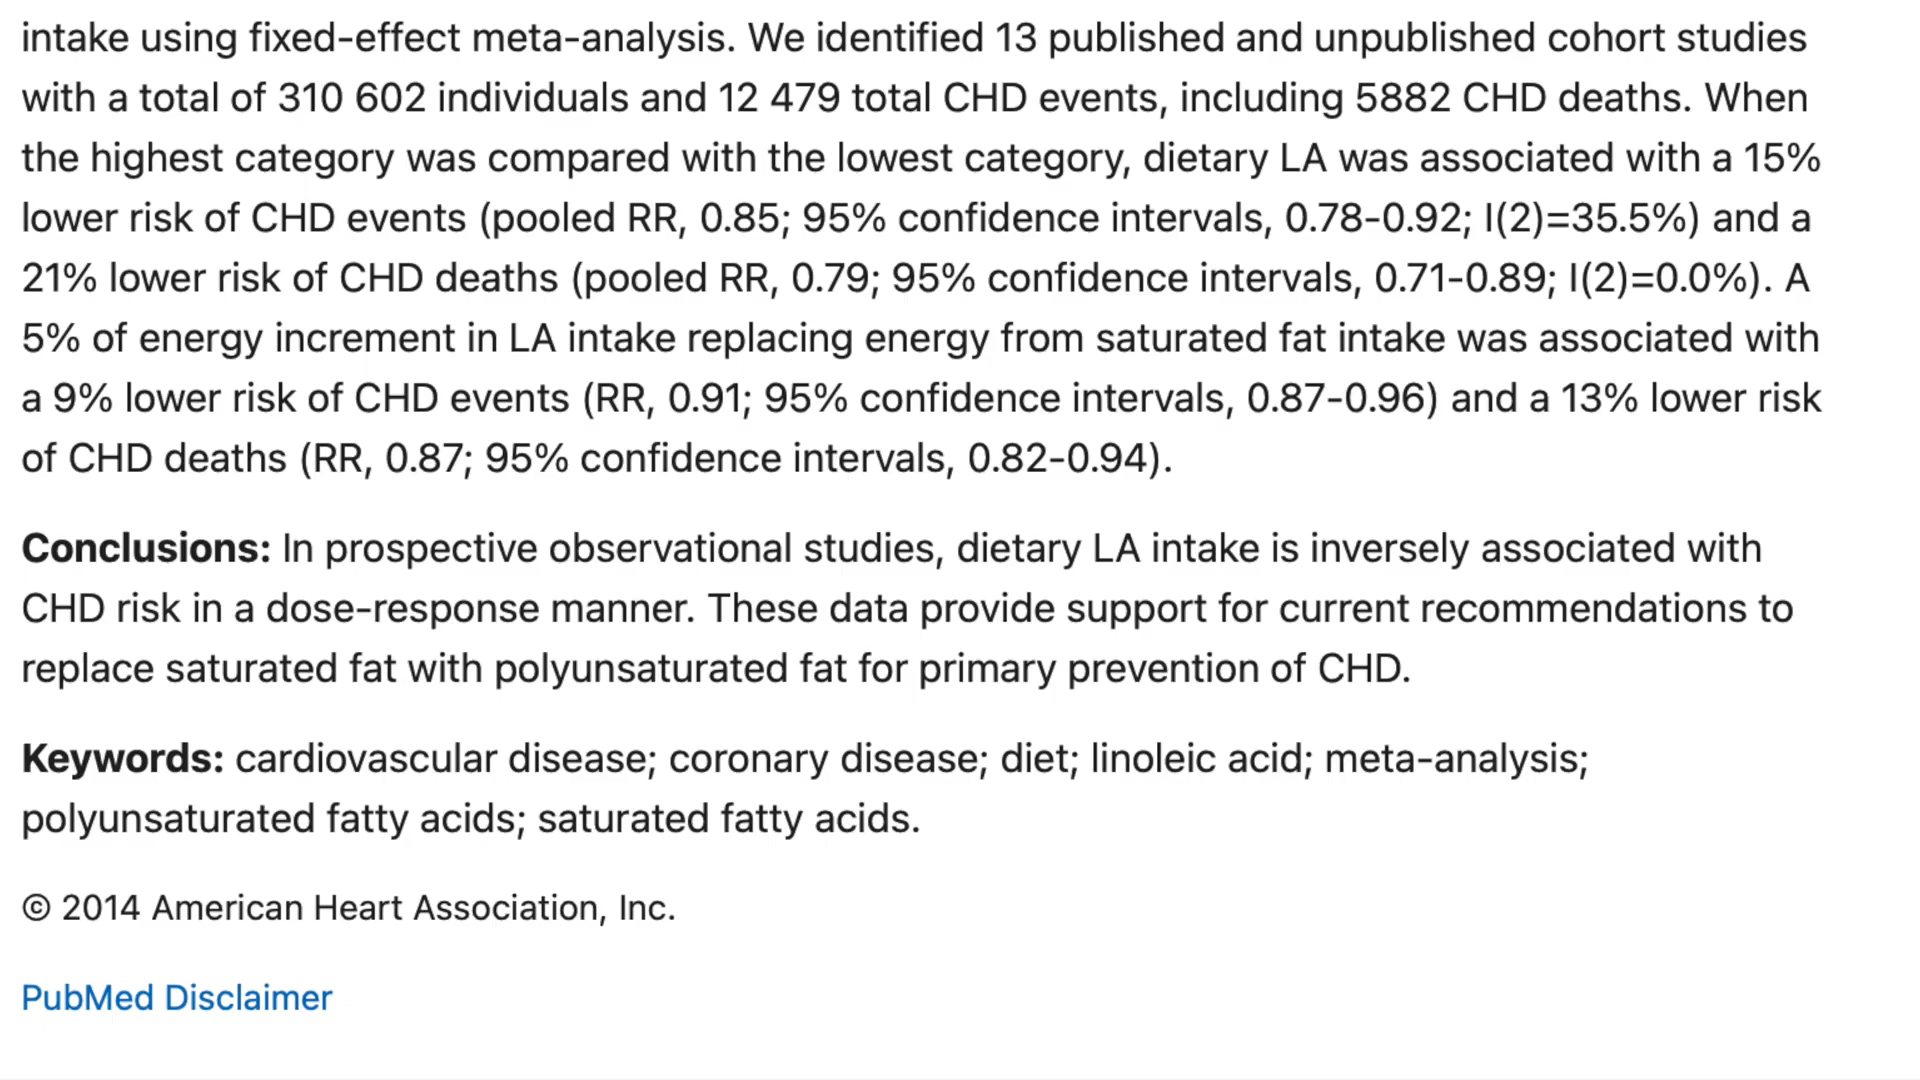 intake using fixed-effect meta-analysis. We identified 13 published and unpublished cohort studies
with a total of 310 602 individuals and 12 479 total CHD events, including 5882 CHD deaths. When
the highest category was compared with the lowest category, dietary LA was associated with a 15%
lower risk of CHD events (pooled RR, 0.85; 95% confidence intervals, 0.78-0.92; I(2)=35.5%) and a
21% lower risk of CHD deaths (pooled RR, 0.79; 95% confidence intervals, 0.71-0.89; I(2)=0.0%). A
5% of energy increment in LA intake replacing energy from saturated fat intake was associated with
a 9% lower risk of CHD events (RR, 0.91; 95% confidence intervals, 0.87-0.96) and a 13% lower risk
of CHD deaths (RR, 0.87; 95% confidence intervals, 0.82-0.94).
Conclusions: In prospective observational studies, dietary LA intake is inversely associated with
CHD risk in a dose-response manner. These data provide support for current recommendations to
replace saturated fat with polyunsaturated fat for primary prevention of CHD.
Keywords: cardiovascular disease; coronary disease; diet; linoleic acid; meta-analysis;
polyunsaturated fatty acids; saturated fatty acids.
© 2014 American Heart Association, Inc.
PubMed Disclaimer